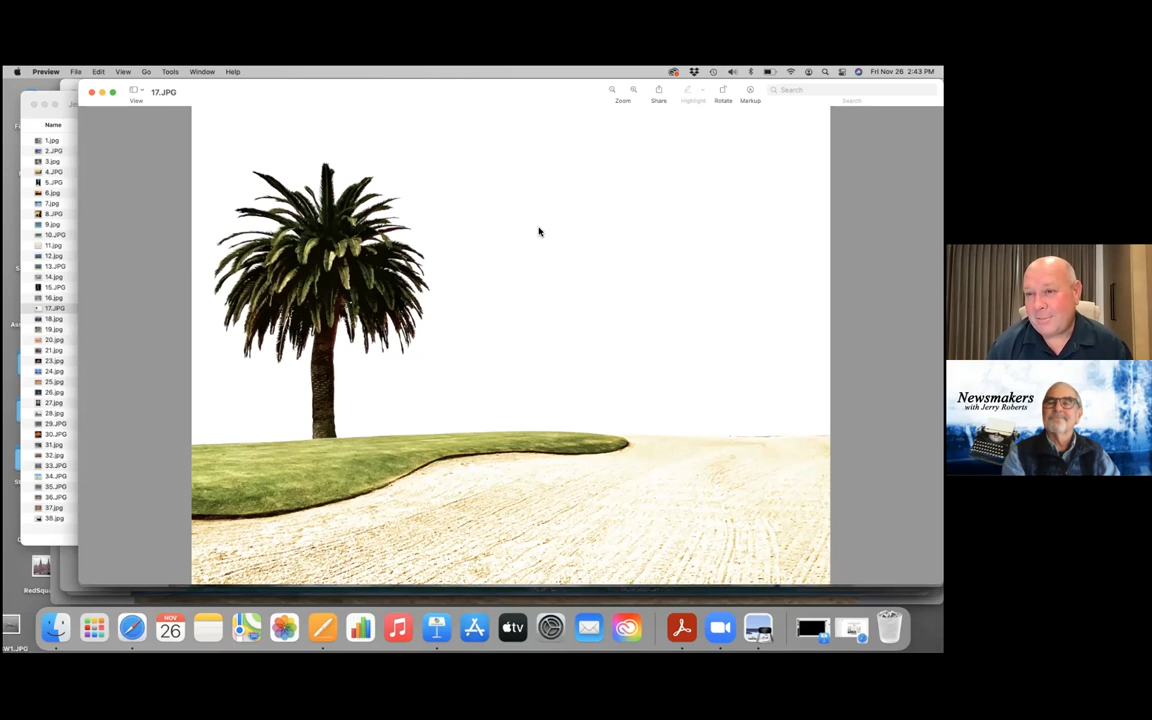 Preview File Edit View Go Tools Window Help
Fri Nov 26 2:43 PM
17.JPG
View
Zoom
Share
Highlight
Rotate
Markup
Search
Search
Name
1.jpg
2.JPG
3.jpg
4.JPG
5.JPG
6.jpg
7.jpg
8.JPG
9.jpg
10.JPG
11.jpg
12.jpg
13.JPG
14.jpg
15.JPG
16.jpg
17.JPG
18.jpg
19.jpg
20.jpg
21.jpg
23.jpg
24.jpg
25.jpg
26.jpg
27.jpg
28.jpg
29.JPG
30.JPG
31.jpg
32.jpg
33.JPG
34.JPG
35.JPG
36.JPG
37.jpg
38.jpg
RedSqu
W1.JPG
NOV
26
tv
Newsmakers
with Jerry Roberts